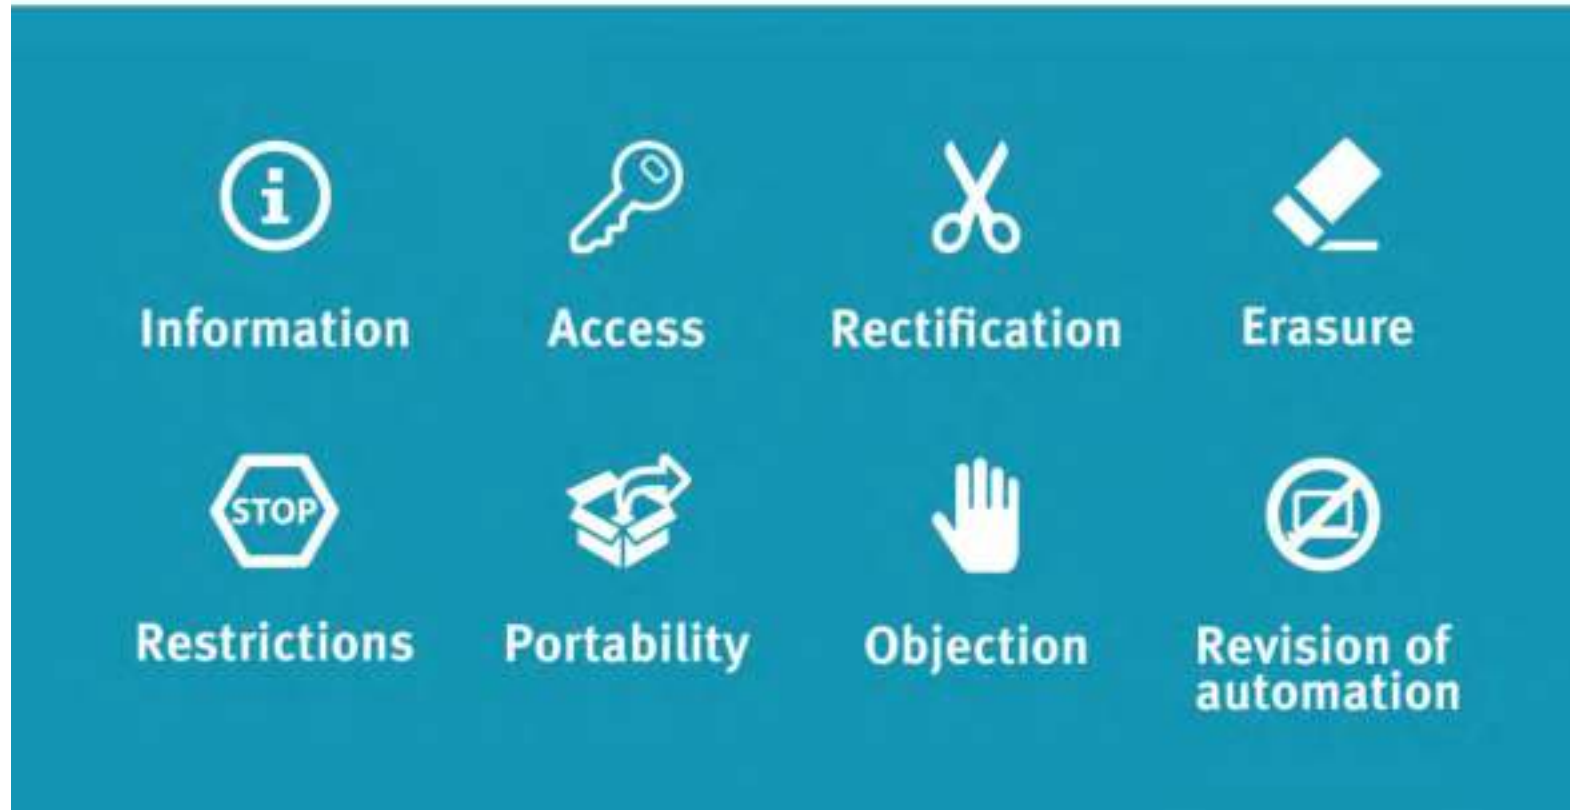 Information
Access
Rectification
Erasure
STOP
Restrictions
Portability
Objection
Revision of
automation